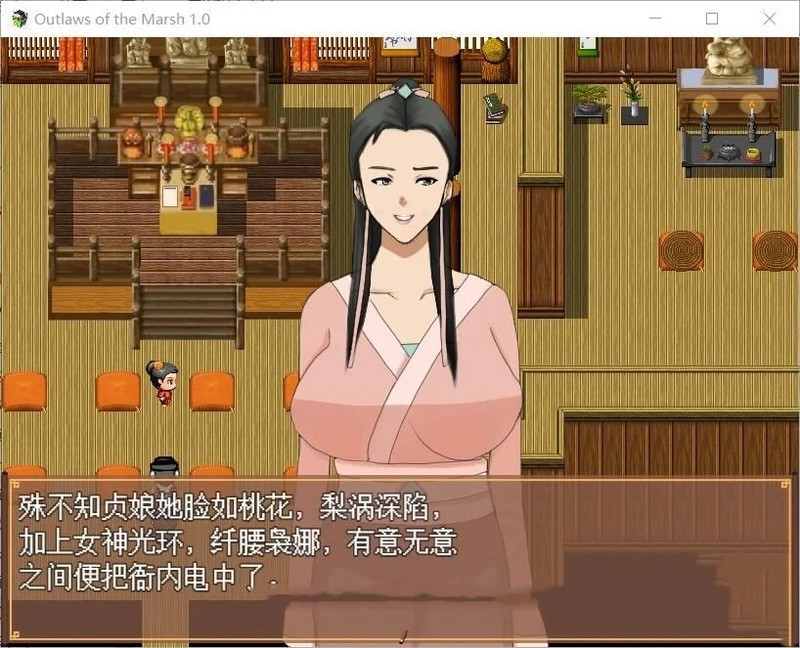 Outlaws of the Marsh 1.0
殊不知贞娘她脸如桃花，梨涡深陷，
加上女神光环，纤腰袅娜，有意无意
之间便把衙内电中了。